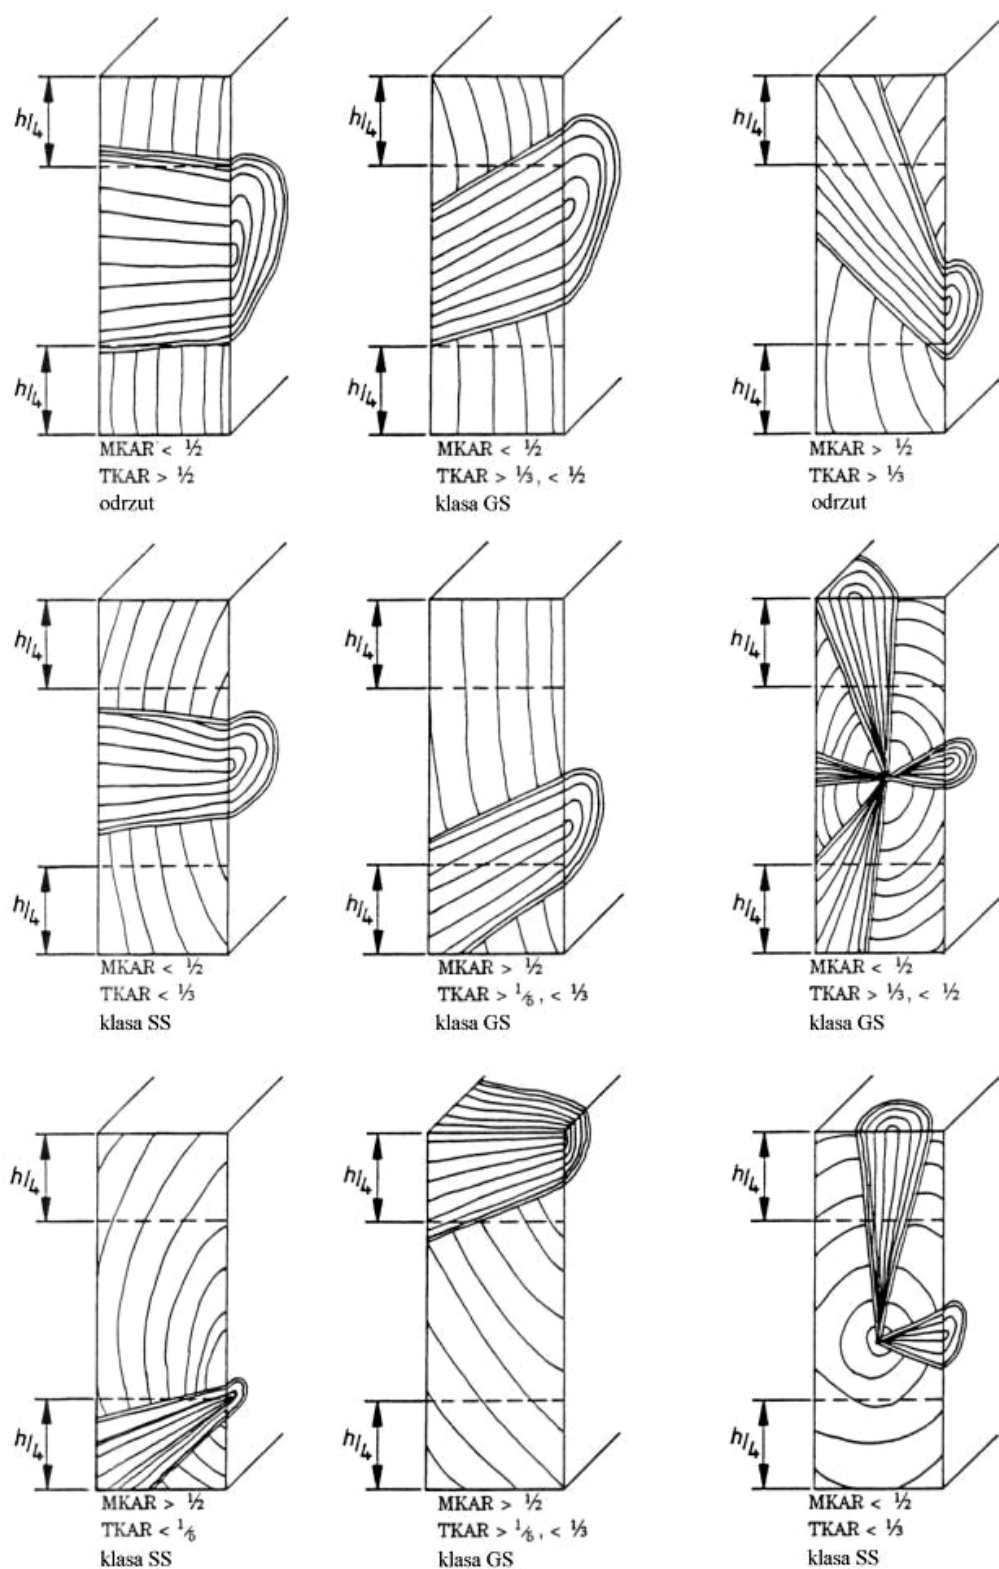 h/4
h/4
MKAR < ½
TKAR > ½
odrzut
h/4
h/4
MKAR < ½
TKAR > ⅓, < ½
klasa GS
h/4
h/4
MKAR > ½
TKAR > ⅓
odrzut
h/4
h/4
MKAR < ½
TKAR < ⅓
klasa SS
h/4
h/4
MKAR > ½
TKAR > ⅕, < ⅓
klasa GS
h/4
h/4
MKAR < ½
TKAR > ⅓, < ½
klasa GS
h/4
h/4
MKAR > ½
TKAR < ⅕
klasa SS
h/4
h/4
MKAR > ½
TKAR > ⅕, < ⅓
klasa GS
h/4
h/4
MKAR < ½
TKAR < ⅓
klasa SS